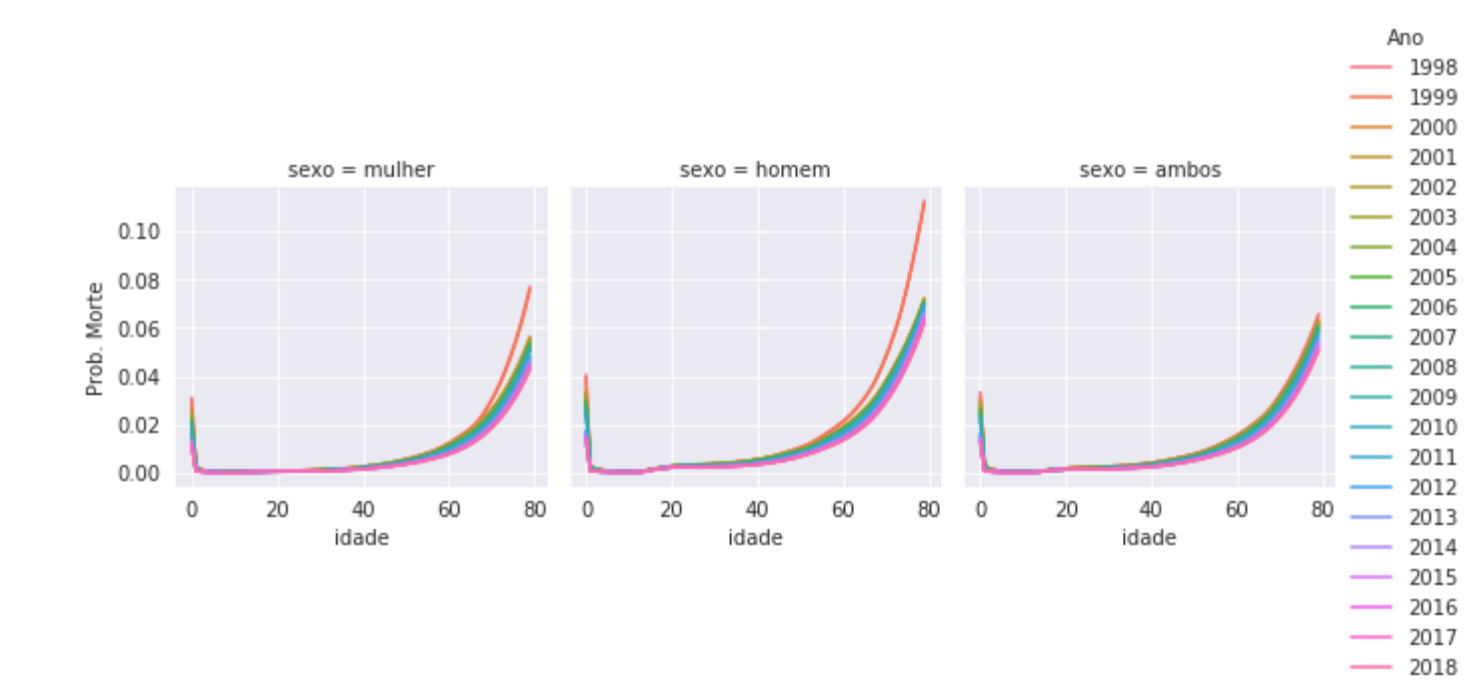 Ano
1998
1999
2000
2001
2002
2003
2004
2005
2006
2007
2008
2009
2010
2011
2012
2013
2014
2015
2016
2017
2018
sexo = mulher
sexo = homem
sexo = ambos
Prob. Morte
0.10
0.08
0.06
0.04
0.02
0.00
0 20 40 60 80
0 20 40 60 80
0 20 40 60 80
idade
idade
idade